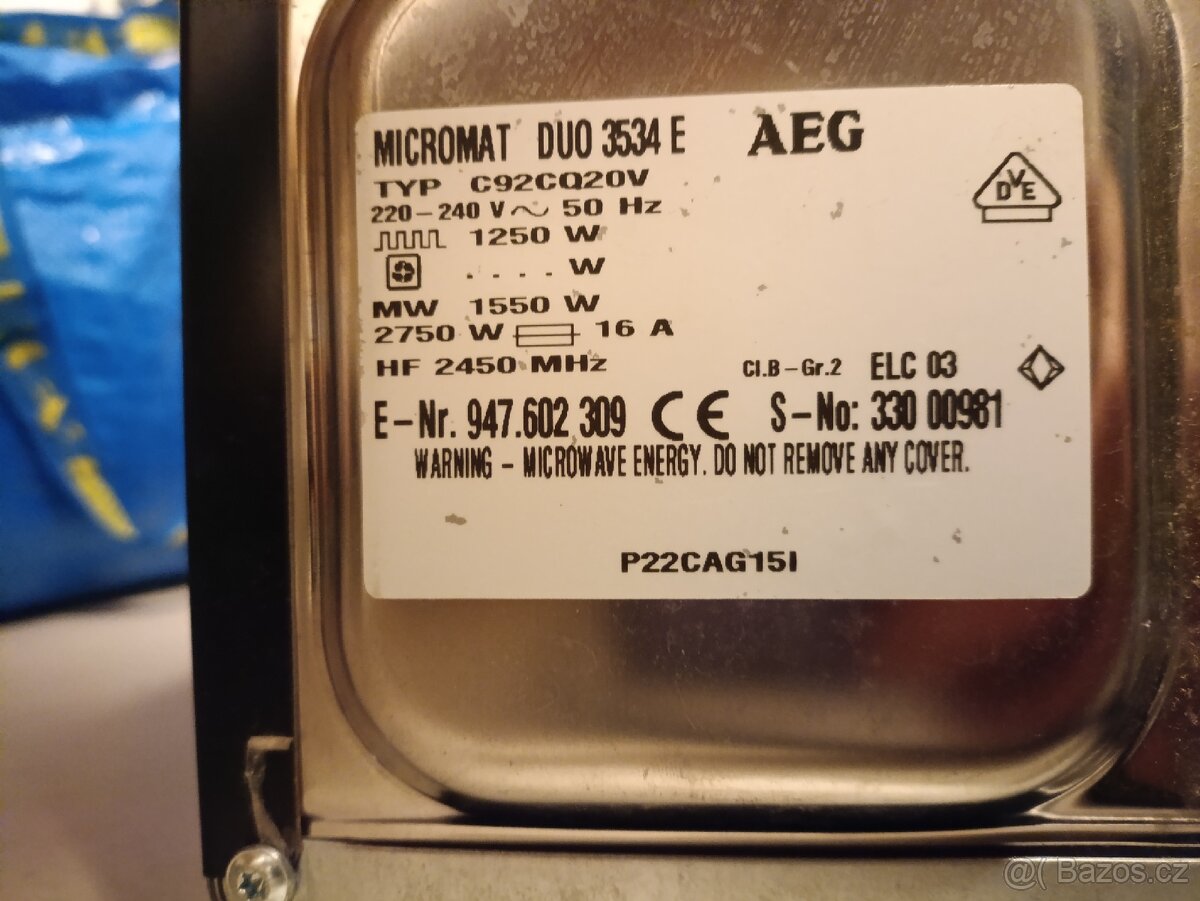 MICROMAT DUO 3534 E AEG
TYP C92CQ20V
DVE
220-240 V~ 50 Hz
1250 W
. . . . W
MW 1550 W
2750 W 16 A
HF 2450 MHz Cl.B-Gr.2 ELC 03
E-Nr. 947.602 309 CE S-No: 330 00981
WARNING - MICROWAVE ENERGY. DO NOT REMOVE ANY COVER.
P22CAG15I
@( Bazos.cz